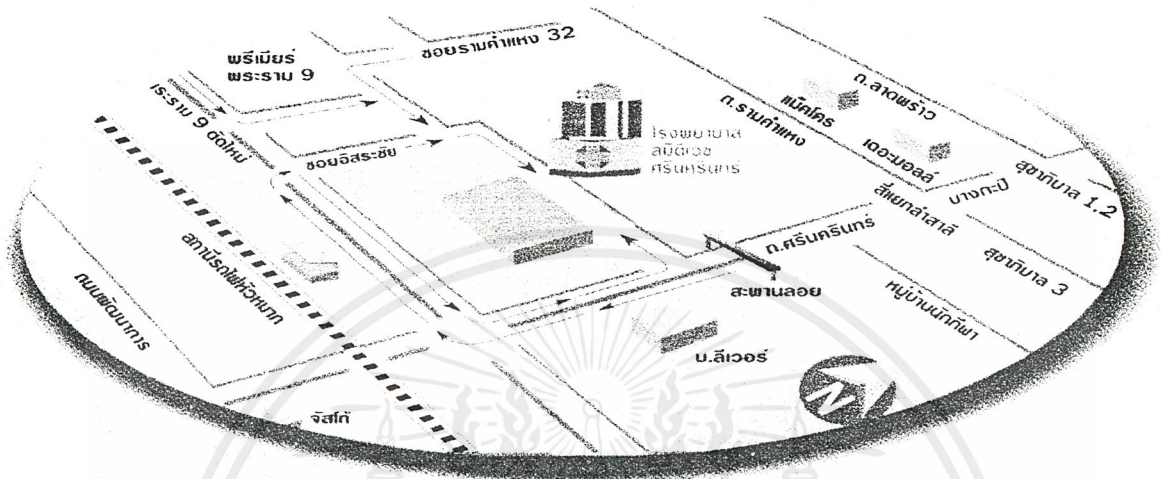 ซอยรามคำแหง 32
พรีเมียร์
พระราม 9
พระราม 9 ตัดใหม่
ซอยอิสระชัย
โรงพยาบาล
สมิติเวช
ศรีนครินทร์
ถ.รามคำแหง
ถ.ลาดพร้าว
แม็คโคร
เดอะมอลล์
บางกะปิ
สุขาภิบาล 1,2
สี่แยกลำสาลี
สุขาภิบาล 3
ถ.ศรีนครินทร์
สะพานลอย
หมู่บ้านนักกีฬา
บ.ลีเวอร์
สถานีรถไฟหัวหมาก
ถนนพัฒนาการ
จัสโก้
N